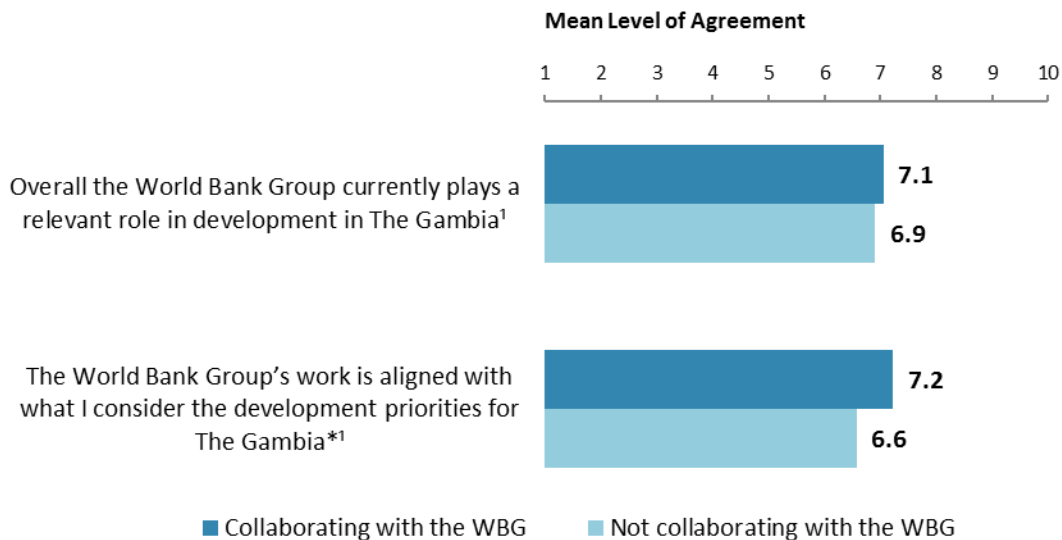 Mean Level of Agreement
1 2 3 4 5 6 7 8 9 10
Overall the World Bank Group currently plays a
relevant role in development in The Gambia¹
7.1
6.9
The World Bank Group’s work is aligned with
what I consider the development priorities for
The Gambia*¹
7.2
6.6
Collaborating with the WBG Not collaborating with the WBG